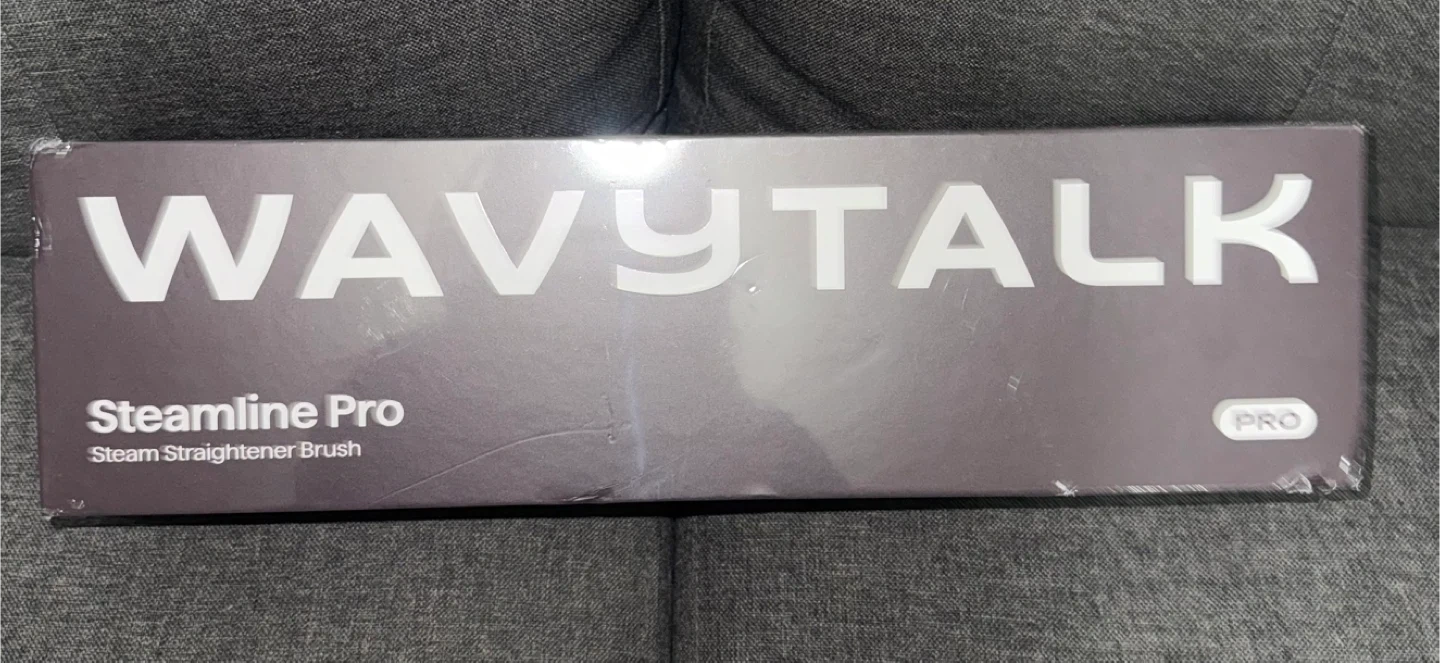 WAVYTALK
Steamline Pro
Steam Straightener Brush
PRO